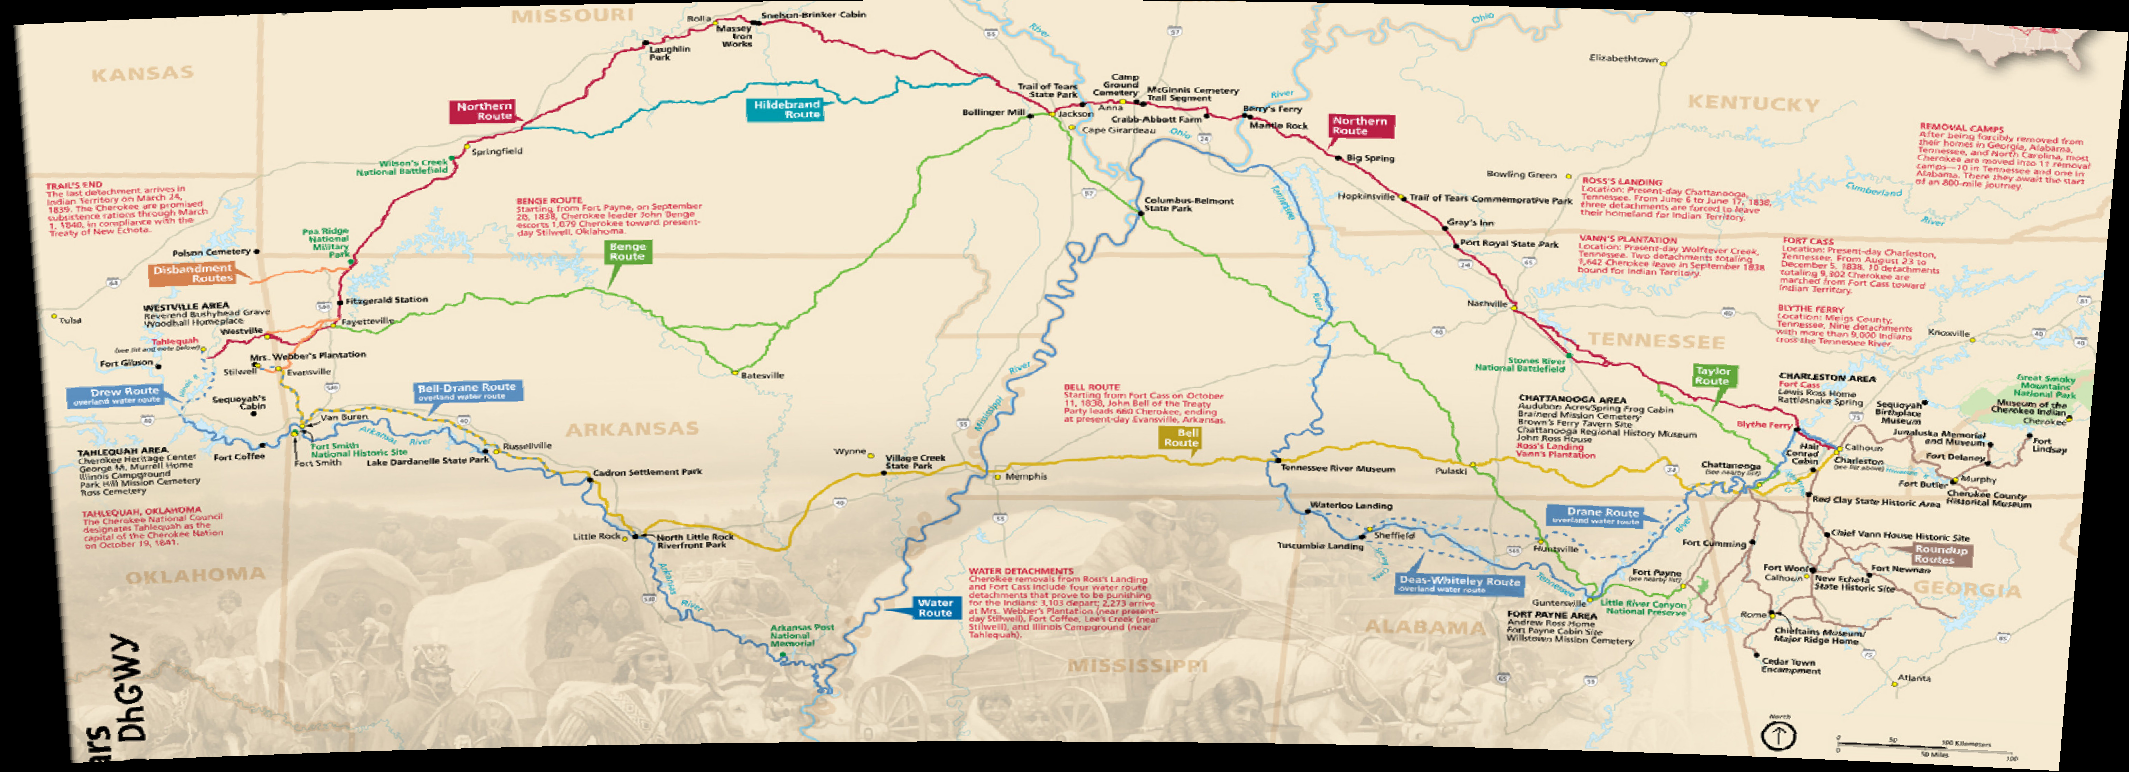 MISSOURI
KANSAS
KENTUCKY
TENNESSEE
ARKANSAS
OKLAHOMA
MISSISSIPPI
ALABAMA
GEORGIA
Rolla
Massey
Iron
Works
Snelson-Brinker Cabin
Laughlin
Park
Northern
Route
Hildebrand
Route
Springfield
Wilson's Creek
National Battlefield
Bollinger Mill
Trail of Tears
State Park
Jackson
Cape Girardeau
Camp
Ground
Cemetery
Anna
McGinnis Cemetery
Trail Segment
Crabb-Abbott Farm
Berry's Ferry
Mantle Rock
Northern
Route
Big Spring
Elizabethtown
Bowling Green
Hopkinsville
Trail of Tears Commemorative Park
Gray's Inn
Port Royal State Park
Nashville
River
Ohio
River
Ohio
Tennessee
River
Cumberland
River
REMOVAL CAMPS
After being forcibly removed from
their homes in Georgia, Alabama,
Tennessee, and North Carolina, most
Cherokee are moved into 11 removal
camps—10 in Tennessee and one in
Alabama. There they await the start
of an 800-mile journey.
ROSS'S LANDING
Location: Present-day Chattanooga,
Tennessee. From June 6 to June 17, 1838,
three detachments are forced to leave
their homeland for Indian Territory.
VANN'S PLANTATION
Location: Present-day Wolftever Creek,
Tennessee. Two detachments totaling
1,642 Cherokee leave in September 1838
bound for Indian Territory.
FORT CASS
Location: Present-day Charleston,
Tennessee. From August 23 to
December 5, 1838, 10 detachments
totaling 9,302 Cherokee are
marched from Fort Cass toward
Indian Territory.
BLYTHE FERRY
Location: Meigs County,
Tennessee. Nine detachments
with more than 9,000 Indians
cross the Tennessee River.
TRAIL'S END
The last detachment arrives in
Indian Territory on March 24,
1839. The Cherokee are promised
subsistence rations through March
1, 1840, in compliance with the
Treaty of New Echota.
BENGE ROUTE
Starting from Fort Payne, on September
28, 1838, Cherokee leader John Benge
escorts 1,079 Cherokee toward present-
day Stilwell, Oklahoma.
Benge
Route
Pea Ridge
National
Military
Park
Polson Cemetery
Disbandment
Routes
WESTVILLE AREA
Reverend Bushyhead Grave
Woodhall Homeplace
Westville
Tulsa
Tahlequah
(see list and note below)
Fort Gibson
Fitzgerald Station
Fayetteville
Mrs. Webber's Plantation
Stilwell
Evansville
Drew Route
overland water route
Sequoyah's
Cabin
Bell-Drane Route
overland water route
Van Buren
Arkansas
River
Fort Smith
National Historic Site
Fort Smith
Fort Coffee
Lake Dardanelle State Park
Russellville
Batesville
Columbus-Belmont
State Park
Cadron Settlement Park
Little Rock
North Little Rock
Riverfront Park
Wynne
Village Creek
State Park
Memphis
Mississippi
River
TAHLEQUAH AREA
Cherokee Heritage Center
George M. Murrell Home
Illinois Campground
Park Hill Mission Cemetery
Ross Cemetery
TAHLEQUAH, OKLAHOMA
The Cherokee National Council
designates Tahlequah as the
capital of the Cherokee Nation
on October 19, 1841.
BELL ROUTE
Starting from Fort Cass on October
11, 1838, John Bell of the Treaty
Party leads 660 Cherokee, ending
at present-day Evansville, Arkansas.
Bell
Route
Tennessee River Museum
Pulaski
Waterloo Landing
Tuscumbia Landing
Sheffield
Huntsville
Deas-Whiteley Route
overland water route
Drane Route
overland water route
Tennessee
River
Guntersville
WATER DETACHMENTS
Cherokee removals from Ross's Landing
and Fort Cass include four water route
detachments that prove to be punishing
for the Indians: 3,103 depart; 2,273 arrive
at Mrs. Webber's Plantation (near present-
day Stilwell), Fort Coffee, Lee's Creek (near
Stilwell), and Illinois Campground (near
Tahlequah).
Water
Route
Arkansas
River
Arkansas Post
National
Memorial
Stones River
National Battlefield
Taylor
Route
CHATTANOOGA AREA
Audubon Acres/Spring Frog Cabin
Brainerd Mission Cemetery
Brown's Ferry Tavern Site
Chattanooga Regional History Museum
John Ross House
Ross's Landing
Vann's Plantation
Chattanooga
(see nearby list)
CHARLESTON AREA
Fort Cass
Lewis Ross Home
Rattlesnake Spring
Blythe Ferry
Hair
Conrad
Cabin
Calhoun
Charleston
(see list above)
Knoxville
Sequoyah
Birthplace
Museum
Great Smoky
Mountains
National Park
Museum of the
Cherokee Indian
Cherokee
Junaluska Memorial
and Museum
Fort
Lindsay
Fort Delaney
Fort Butler
Murphy
Cherokee County
Historical Museum
Red Clay State Historic Area
Chief Vann House Historic Site
Roundup
Routes
Fort Cumming
Fort Payne
(see nearby list)
Fort Wool
Calhoun
New Echota
State Historic Site
Fort Newnan
Little River Canyon
National Preserve
FORT PAYNE AREA
Andrew Ross Home
Fort Payne Cabin Site
Willstown Mission Cemetery
Rome
Chieftains Museum/
Major Ridge Home
Cedar Town
Encampment
Atlanta
North
0 50 100 Kilometers
0 50 Miles 100
ars
DhGWY